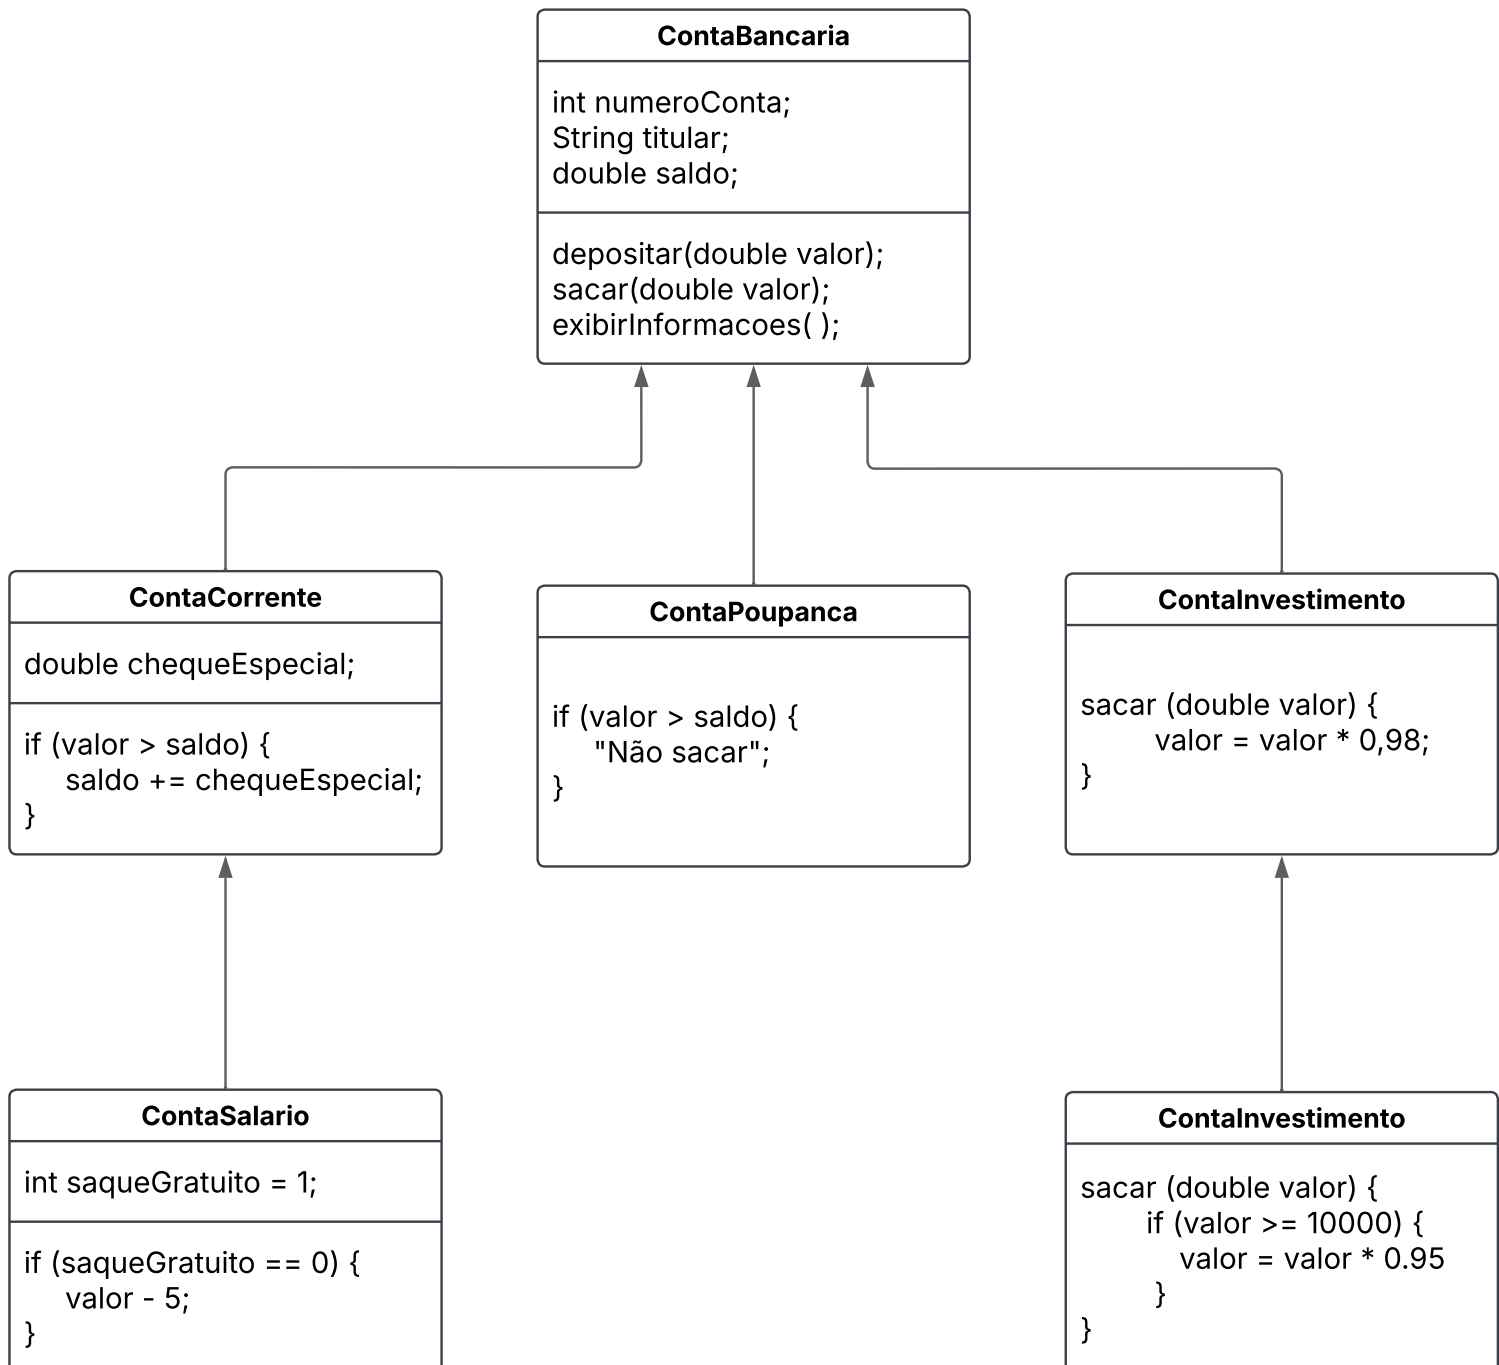 ContaBancaria
int numeroConta;
String titular;
double saldo;
depositar(double valor);
sacar(double valor);
exibirInformacoes( );
ContaCorrente
double chequeEspecial;
if (valor > saldo) {
saldo += chequeEspecial;
}
ContaPoupanca
if (valor > saldo) {
"Não sacar";
}
ContaInvestimento
sacar (double valor) {
valor = valor * 0,98;
}
ContaSalario
int saqueGratuito = 1;
if (saqueGratuito == 0) {
valor - 5;
}
ContaInvestimento
sacar (double valor) {
if (valor >= 10000) {
valor = valor * 0.95
}
}